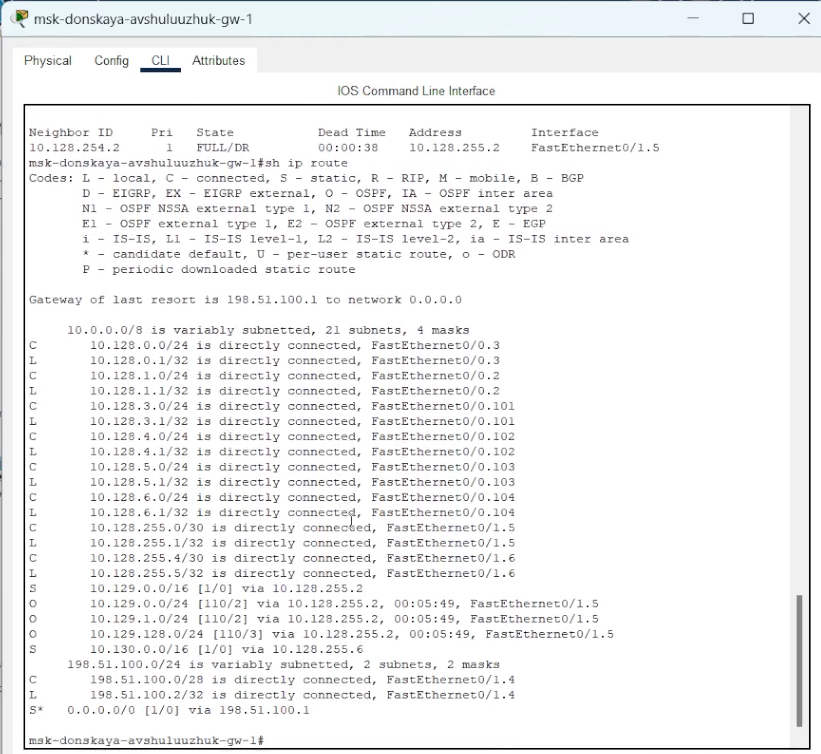 msk-donskaya-avshuluuzhuk-gw-1
Physical Config CLI Attributes
IOS Command Line Interface
Neighbor ID     Pri   State           Dead Time   Address         Interface
10.128.254.2      1   FULL/DR         00:00:38    10.128.255.2    FastEthernet0/1.5
msk-donskaya-avshuluuzhuk-gw-1#sh ip route
Codes: L - local, C - connected, S - static, R - RIP, M - mobile, B - BGP
       D - EIGRP, EX - EIGRP external, O - OSPF, IA - OSPF inter area
       N1 - OSPF NSSA external type 1, N2 - OSPF NSSA external type 2
       E1 - OSPF external type 1, E2 - OSPF external type 2, E - EGP
       i - IS-IS, L1 - IS-IS level-1, L2 - IS-IS level-2, ia - IS-IS inter area
       * - candidate default, U - per-user static route, o - ODR
       P - periodic downloaded static route
Gateway of last resort is 198.51.100.1 to network 0.0.0.0
     10.0.0.0/8 is variably subnetted, 21 subnets, 4 masks
C       10.128.0.0/24 is directly connected, FastEthernet0/0.3
L       10.128.0.1/32 is directly connected, FastEthernet0/0.3
C       10.128.1.0/24 is directly connected, FastEthernet0/0.2
L       10.128.1.1/32 is directly connected, FastEthernet0/0.2
C       10.128.3.0/24 is directly connected, FastEthernet0/0.101
L       10.128.3.1/32 is directly connected, FastEthernet0/0.101
C       10.128.4.0/24 is directly connected, FastEthernet0/0.102
L       10.128.4.1/32 is directly connected, FastEthernet0/0.102
C       10.128.5.0/24 is directly connected, FastEthernet0/0.103
L       10.128.5.1/32 is directly connected, FastEthernet0/0.103
C       10.128.6.0/24 is directly connected, FastEthernet0/0.104
L       10.128.6.1/32 is directly connected, FastEthernet0/0.104
C       10.128.255.0/30 is directly connected, FastEthernet0/1.5
L       10.128.255.1/32 is directly connected, FastEthernet0/1.5
C       10.128.255.4/30 is directly connected, FastEthernet0/1.6
L       10.128.255.5/32 is directly connected, FastEthernet0/1.6
S       10.129.0.0/16 [1/0] via 10.128.255.2
O       10.129.0.0/24 [110/2] via 10.128.255.2, 00:05:49, FastEthernet0/1.5
O       10.129.1.0/24 [110/2] via 10.128.255.2, 00:05:49, FastEthernet0/1.5
O       10.129.128.0/24 [110/3] via 10.128.255.2, 00:05:49, FastEthernet0/1.5
S       10.130.0.0/16 [1/0] via 10.128.255.6
     198.51.100.0/24 is variably subnetted, 2 subnets, 2 masks
C       198.51.100.0/28 is directly connected, FastEthernet0/1.4
L       198.51.100.2/32 is directly connected, FastEthernet0/1.4
S*   0.0.0.0/0 [1/0] via 198.51.100.1
msk-donskaya-avshuluuzhuk-gw-1#